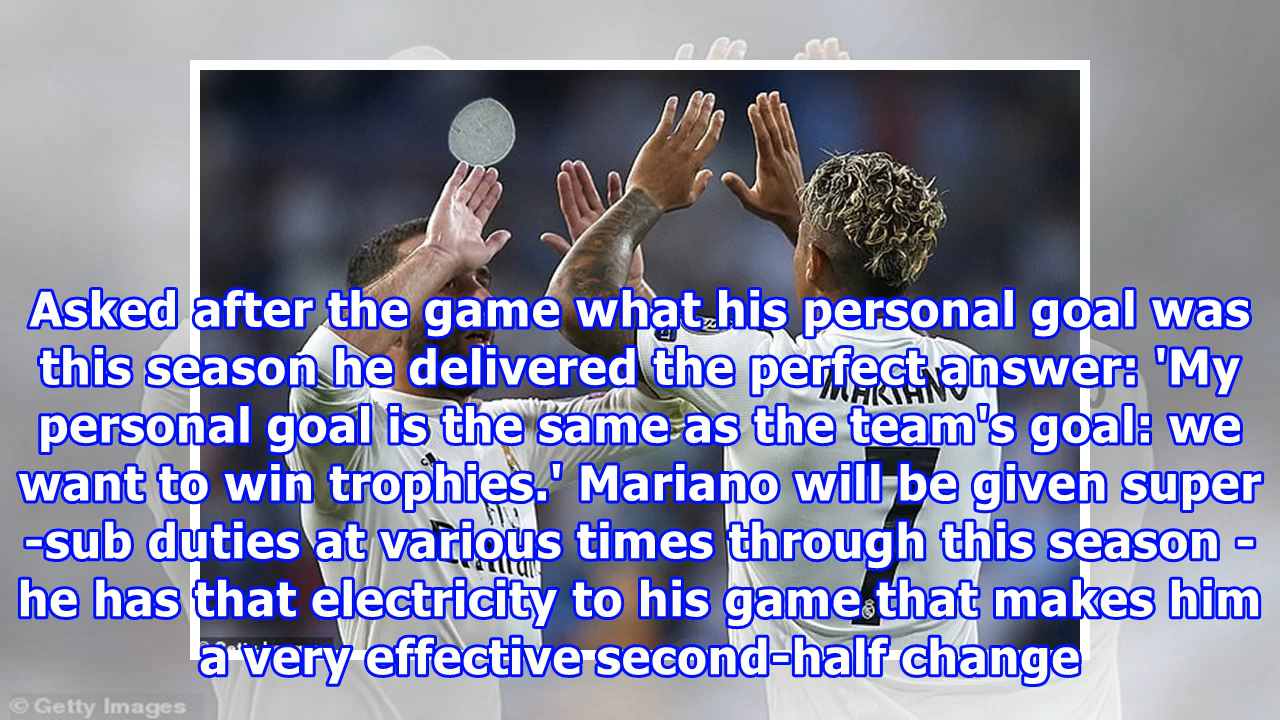 Asked after the game what his personal goal was
this season he delivered the perfect answer: 'My
personal goal is the same as the team's goal: we
want to win trophies.' Mariano will be given super
-sub duties at various times through this season -
he has that electricity to his game that makes him
a very effective second-half change
MARIANO
7
© Getty Images